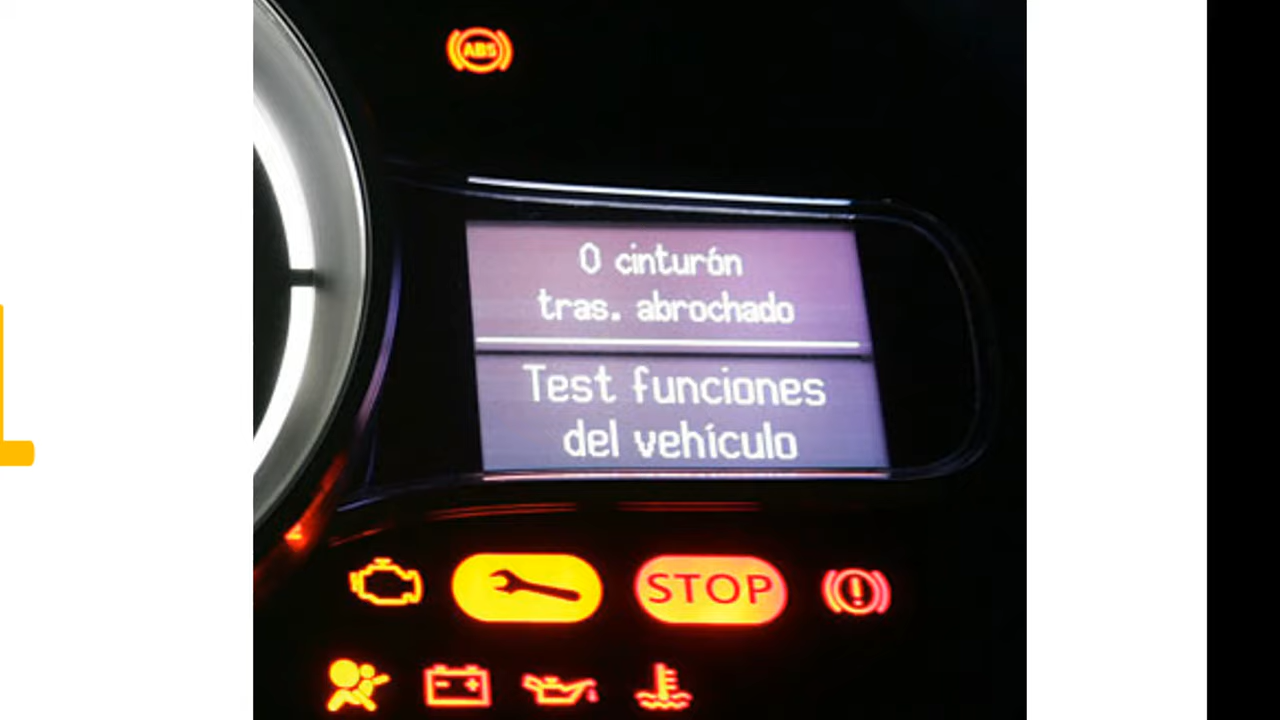 ABS
0 cinturón
tras. abrochado
Test funciones
del vehículo
STOP